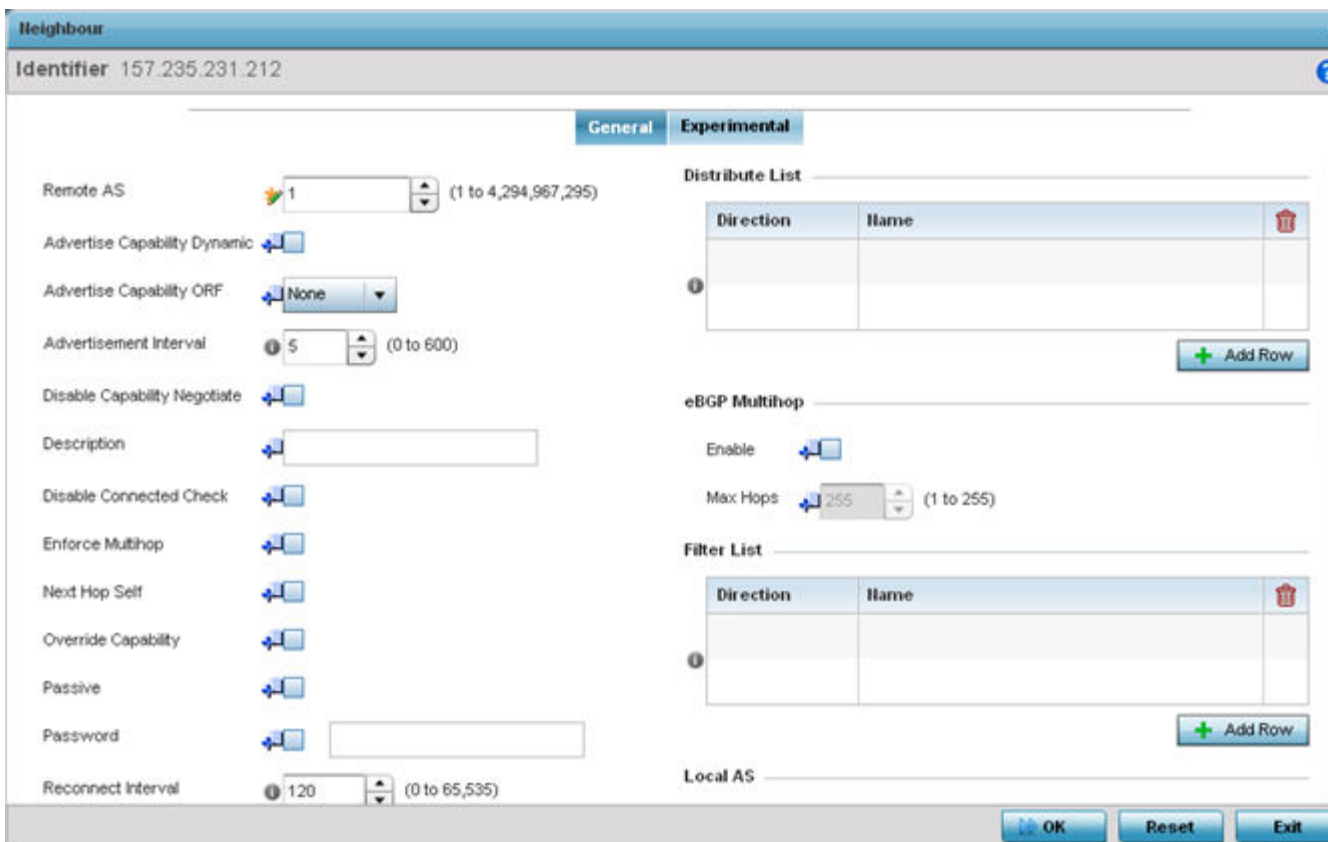 Neighbour
Identifier 157.235.231.212
General
Experimental
Remote AS
1
(1 to 4,294,967,295)
Advertise Capability Dynamic
Advertise Capability ORF
None
Advertisement Interval
5
(0 to 600)
Disable Capability Negotiate
Description
Disable Connected Check
Enforce Multihop
Next Hop Self
Override Capability
Passive
Password
Reconnect Interval
120
(0 to 65,535)
Distribute List
Direction
Name
Add Row
eBGP Multihop
Enable
Max Hops
255
(1 to 255)
Filter List
Direction
Name
Add Row
Local AS
OK
Reset
Exit